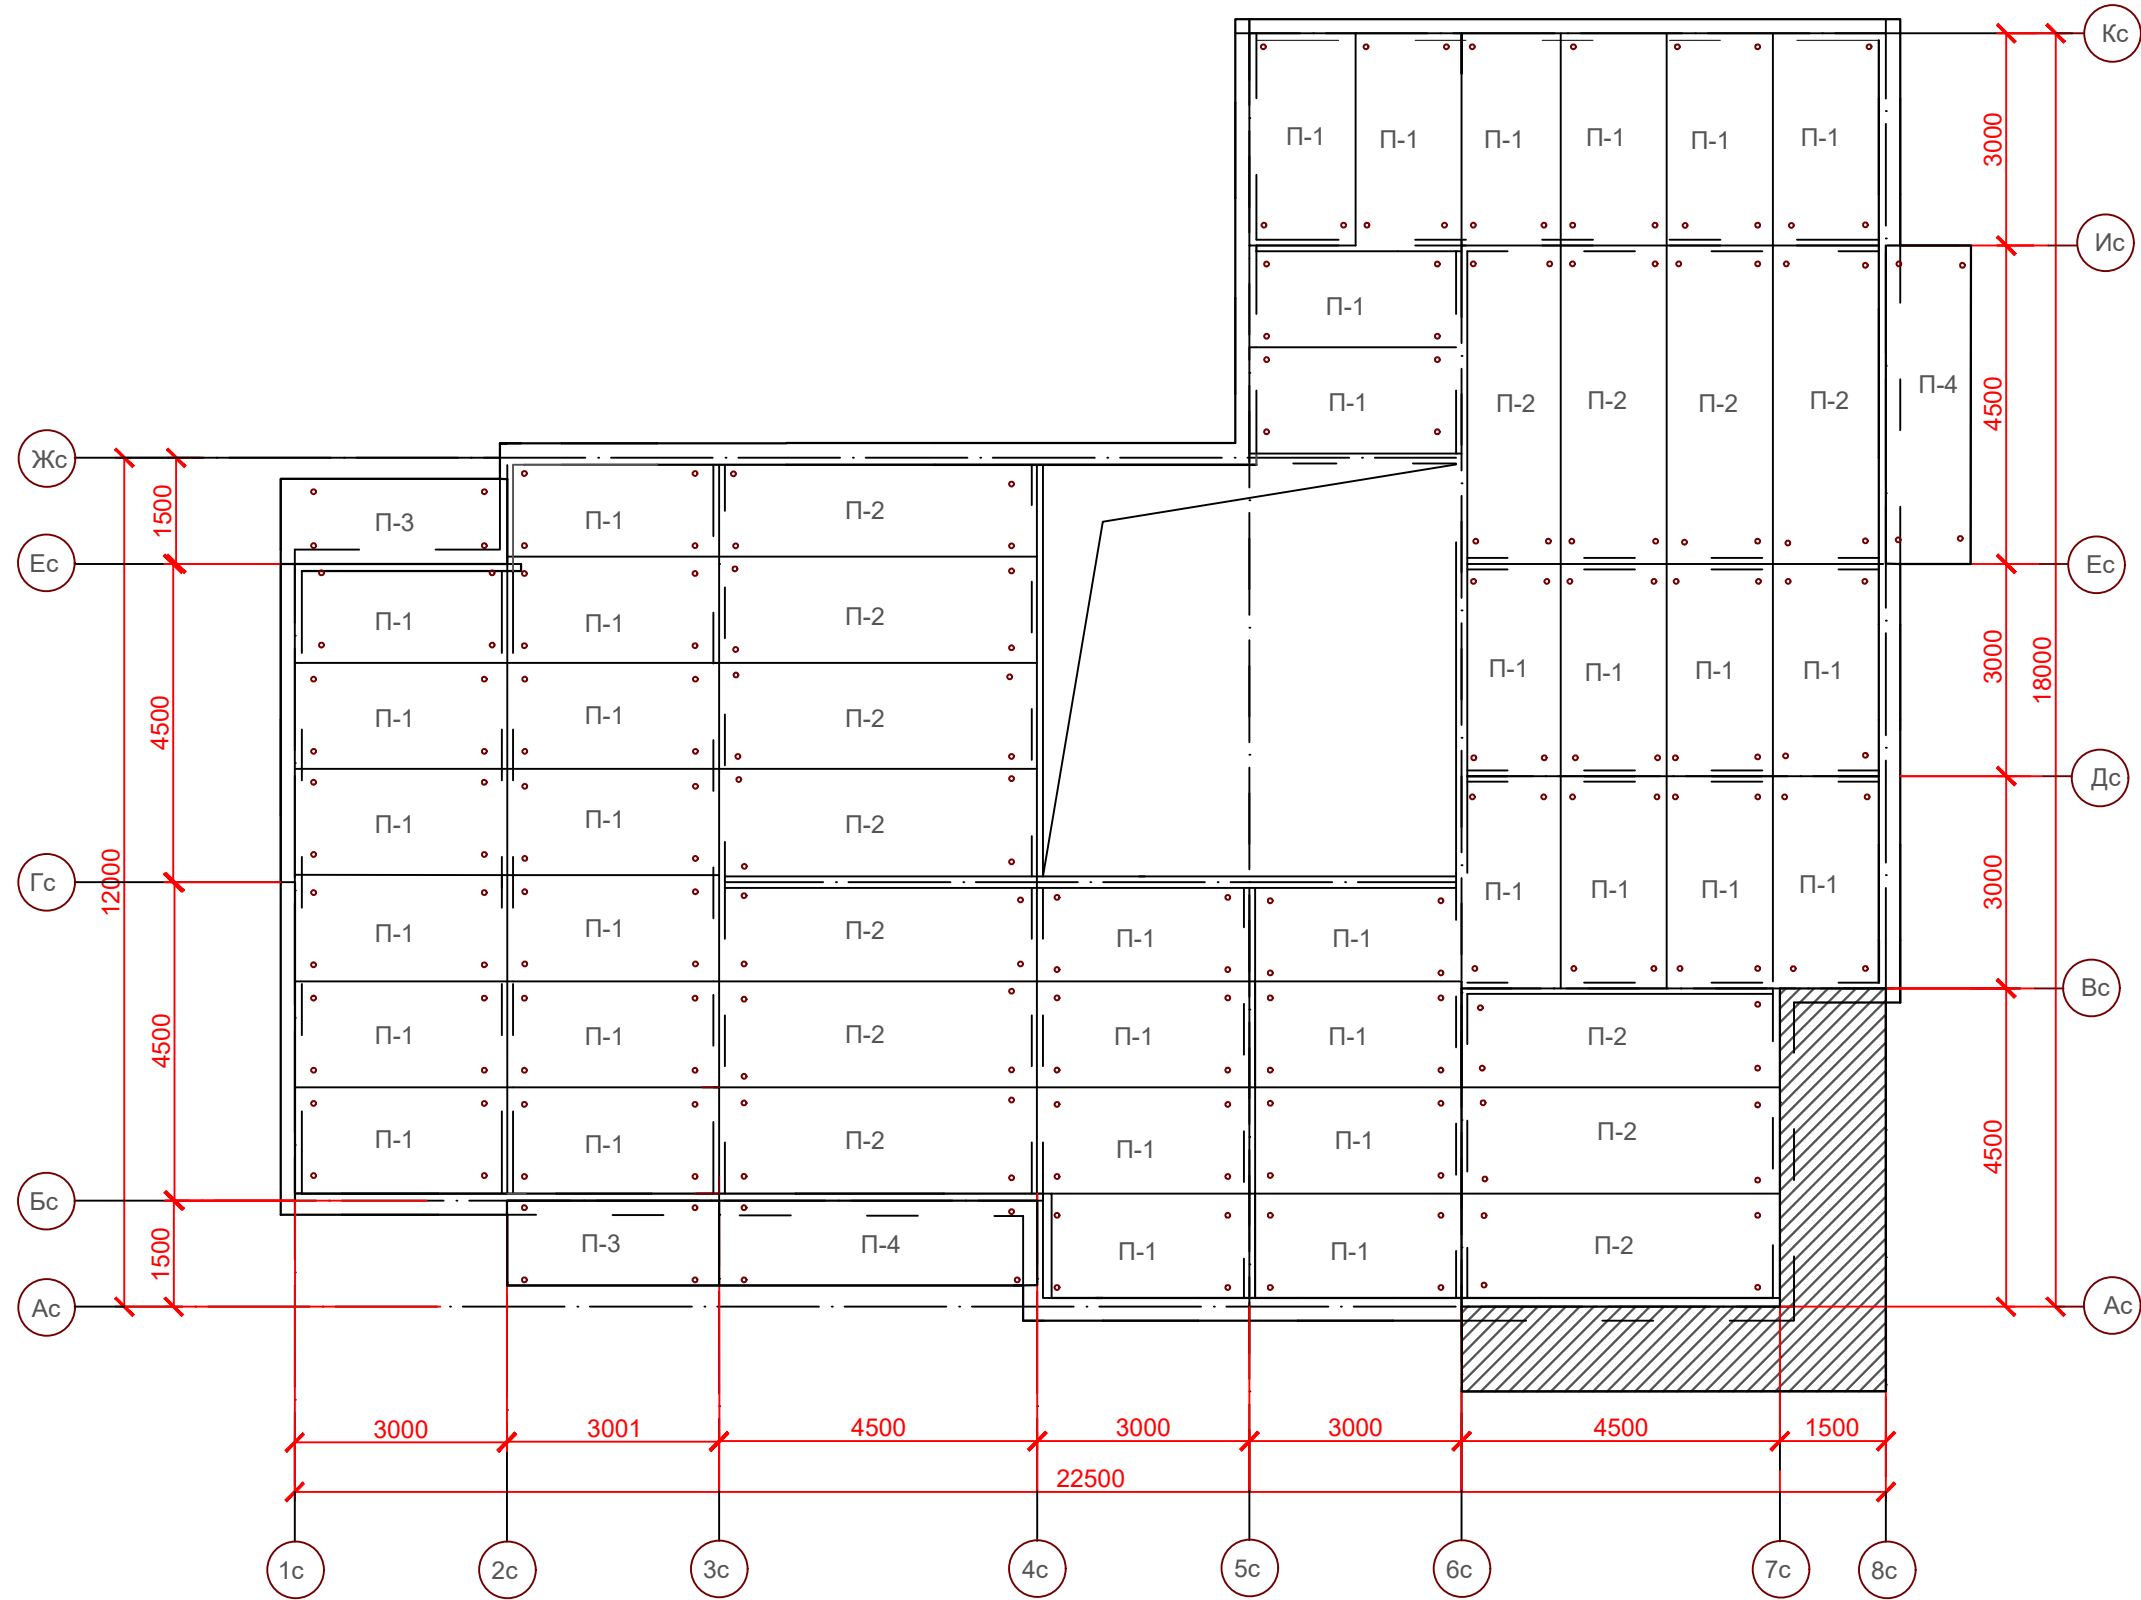 Кс
П-1 П-1 П-1 П-1 П-1 П-1
3000
Ис
П-1
П-4
4500
П-1 П-2 П-2 П-2 П-2
Жс
1500
П-3 П-1 П-2
Ес
Ес
П-1 П-1 П-2
3000
18000
П-1 П-1 П-1 П-1
4500
П-1 П-1 П-2
Дс
П-1 П-1 П-2
12000
Гс
3000
П-1 П-1 П-1 П-1
П-1 П-1 П-2 П-1 П-1
Вс
4500
П-1 П-1 П-2 П-1 П-1 П-2
4500
П-1 П-1 П-2 П-1 П-1 П-2
Бс
1500
П-3 П-4 П-1 П-1 П-2
Ас
Ас
3000 3001 4500 3000 3000 4500 1500
22500
1с 2с 3с 4с 5с 6с 7с 8с